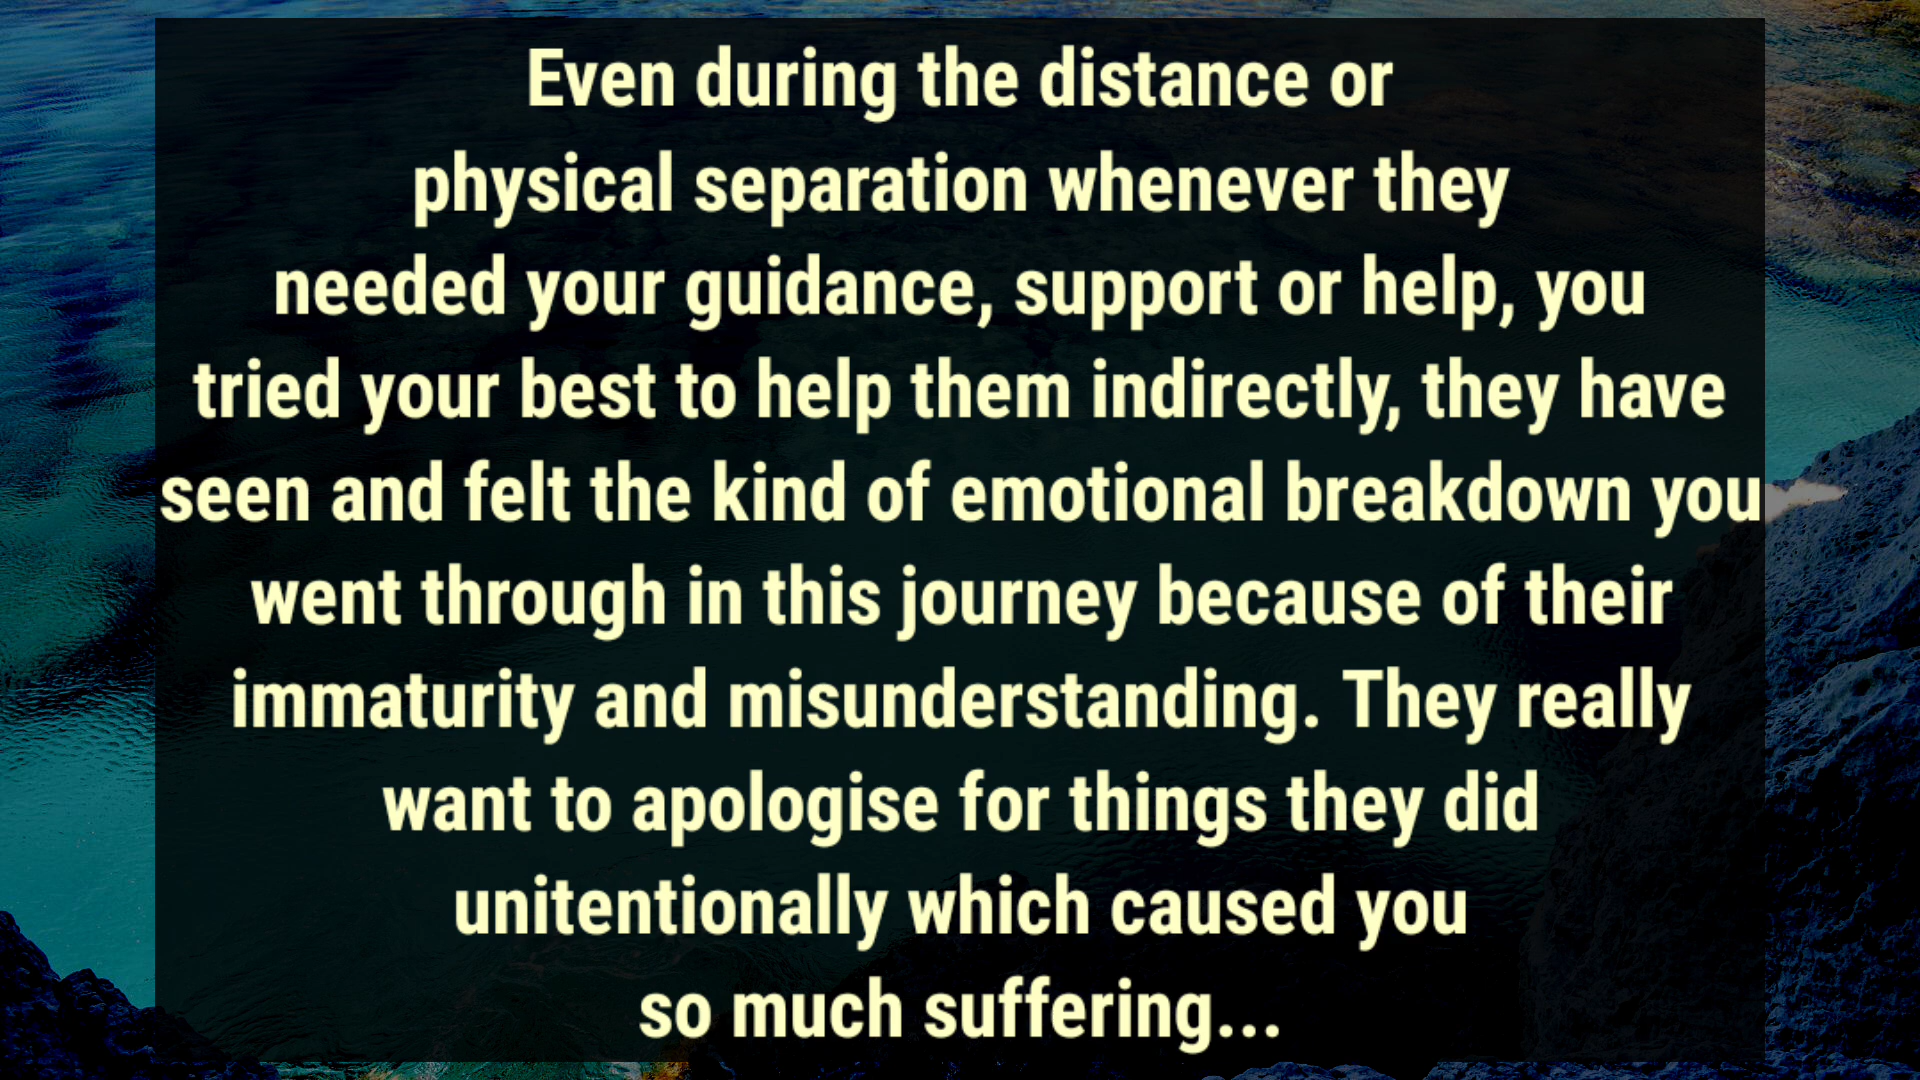 Even during the distance or
physical separation whenever they
needed your guidance, support or help, you
tried your best to help them indirectly, they have
seen and felt the kind of emotional breakdown you
went through in this journey because of their
immaturity and misunderstanding. They really
want to apologise for things they did
unitentionally which caused you
so much suffering...